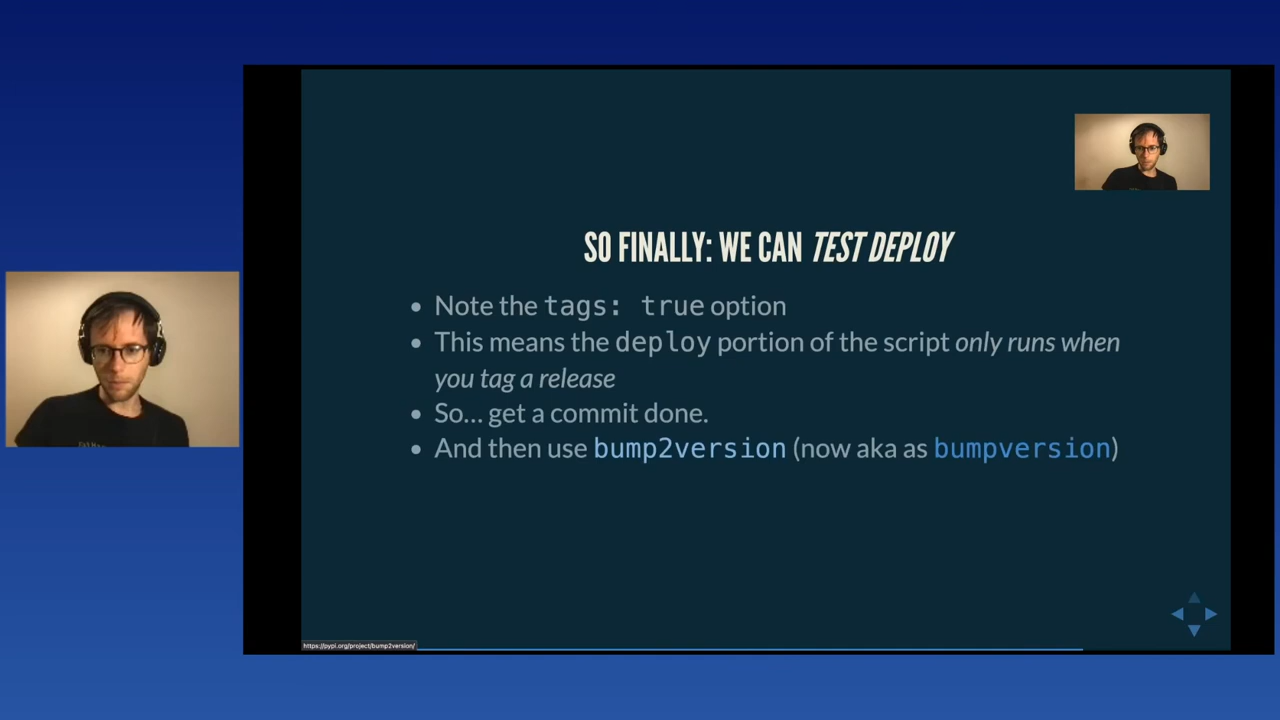 SO FINALLY: WE CAN TEST DEPLOY
Note the tags: true option
This means the deploy portion of the script only runs when
you tag a release
So... get a commit done.
And then use bump2version (now aka as bumpversion)
https://pypi.org/project/bump2version/